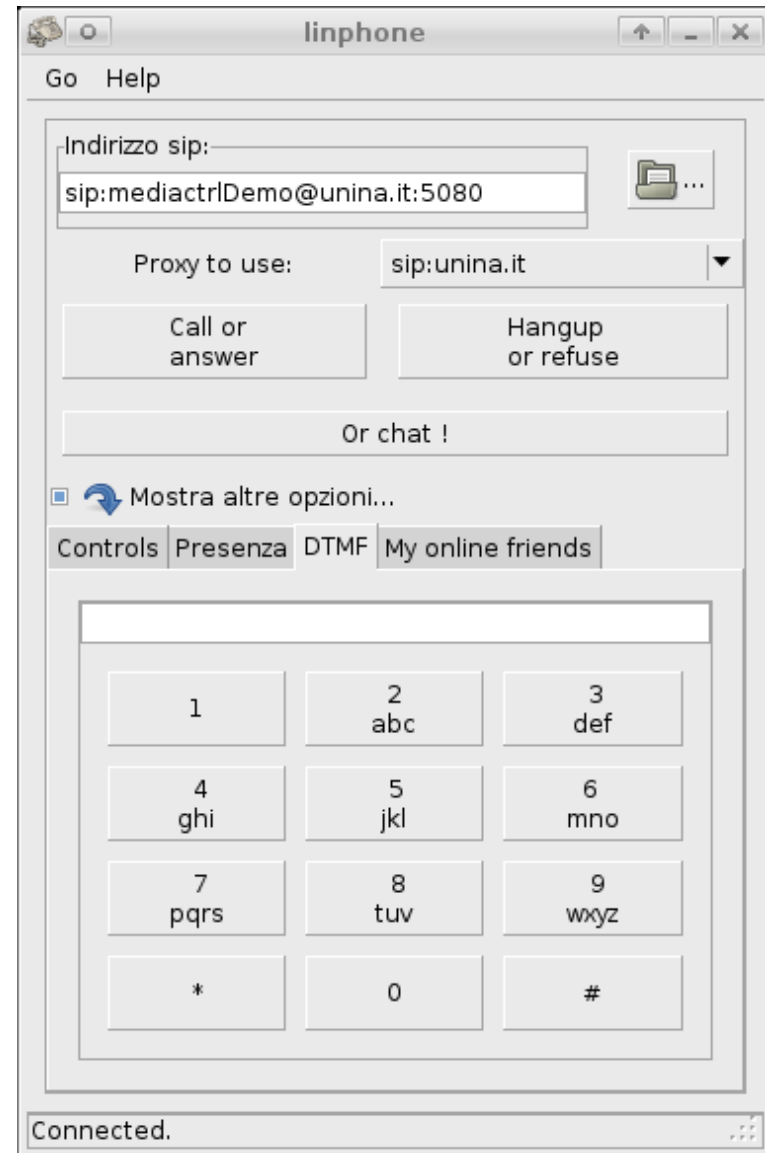 linphone
Go Help
Indirizzo sip:
sip:mediactrlDemo@unina.it:5080
...
Proxy to use: sip:unina.it
Call or
answer
Hangup
or refuse
Or chat !
Mostra altre opzioni...
Controls Presenza DTMF My online friends
1
2
abc
3
def
4
ghi
5
jkl
6
mno
7
pqrs
8
tuv
9
wxyz
*
0
#
Connected.